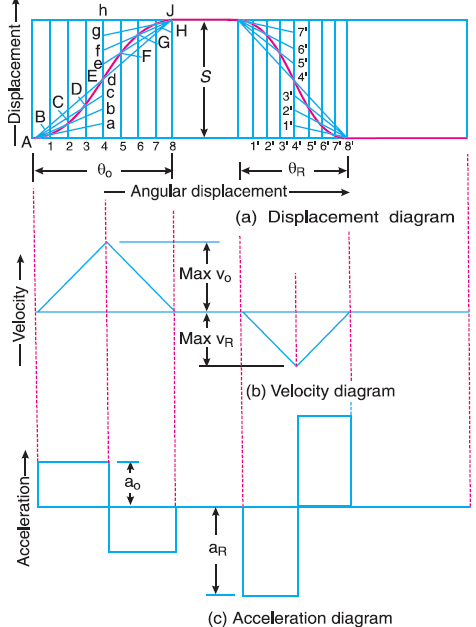 h J
g
f
e
E d
c
b
a
G
H
F
D
C
B
A
Displacement
S
7'
6'
5'
4'
3'
2'
1'
1 2 3 4 5 6 7 8
1' 2' 3' 4' 5' 6' 7' 8'
θo
θR
Angular displacement
(a) Displacement diagram
Velocity
Max vo
Max vR
(b) Velocity diagram
Acceleration
ao
aR
(c) Acceleration diagram